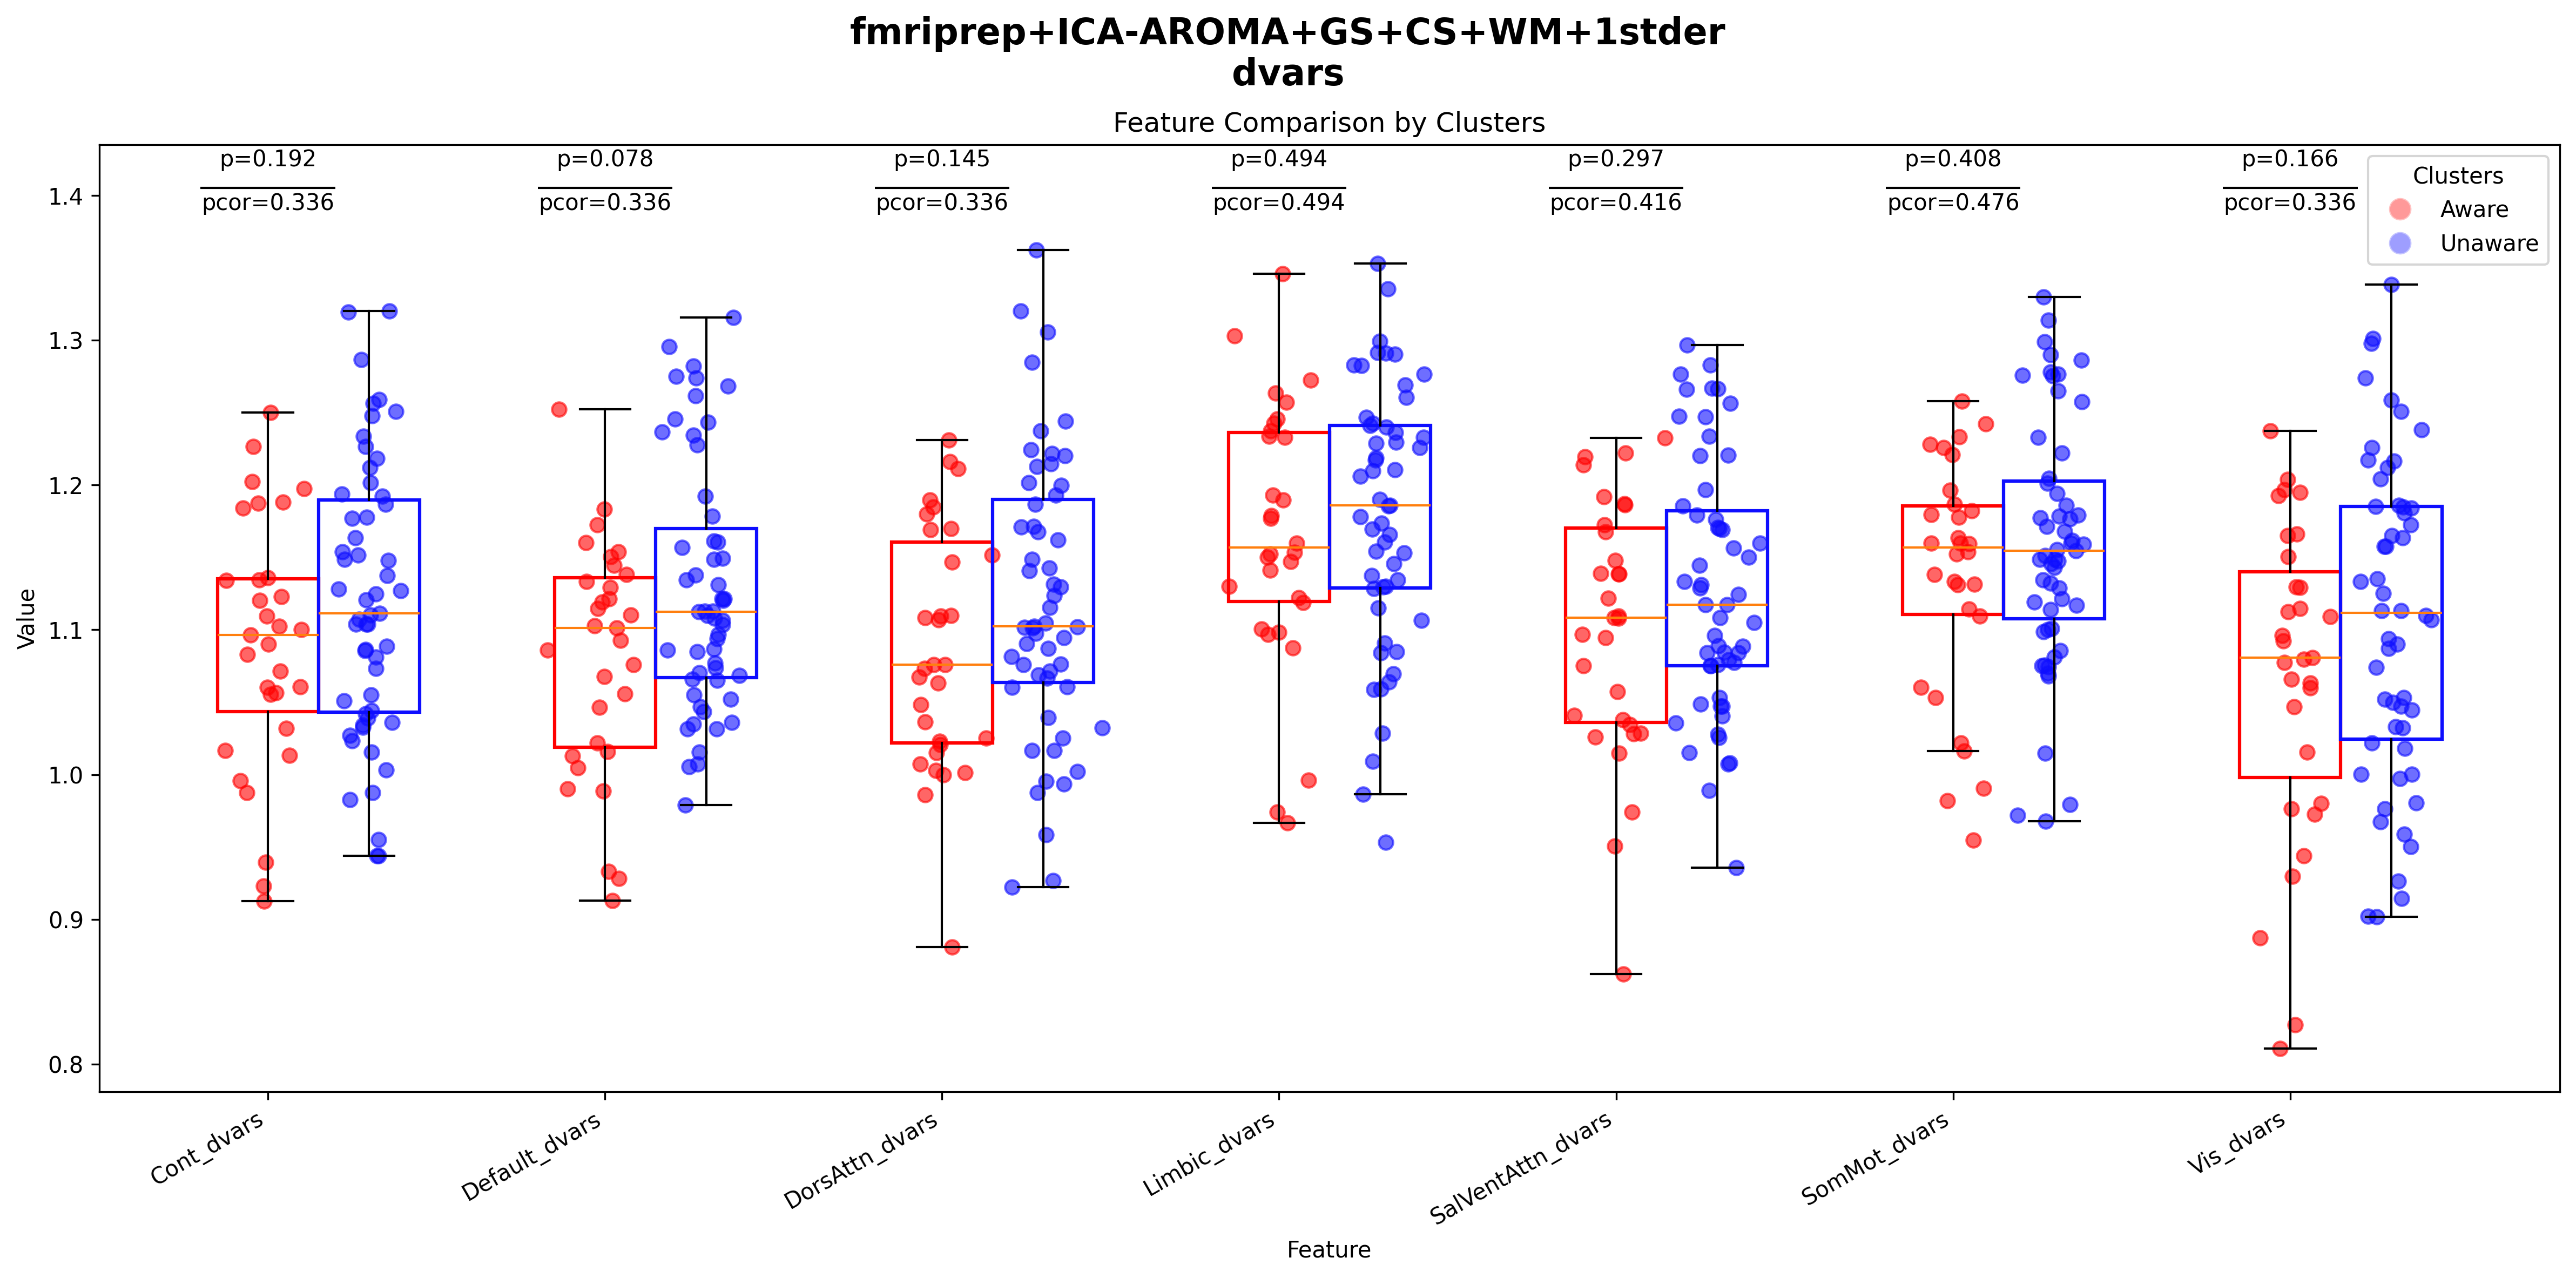 fmriprep+ICA-AROMA+GS+CS+WM+1stder
dvars
Feature Comparison by Clusters
p=0.192 p=0.078 p=0.145 p=0.494 p=0.297 p=0.408 p=0.166
pcor=0.336 pcor=0.336 pcor=0.336 pcor=0.494 pcor=0.416 pcor=0.476 pcor=0.336
Clusters
Aware
Unaware
Value
1.4
1.3
1.2
1.1
1.0
0.9
0.8
Cont_dvars Default_dvars DorsAttn_dvars Limbic_dvars SalVentAttn_dvars SomMot_dvars Vis_dvars
Feature